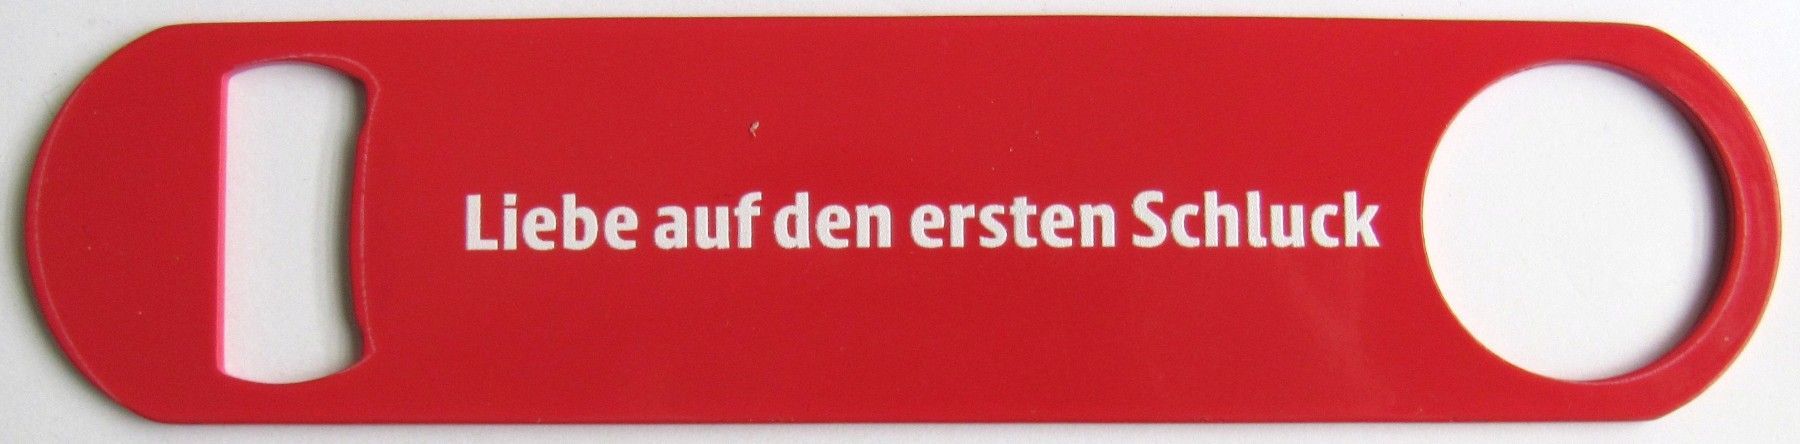 Liebe auf den ersten Schluck